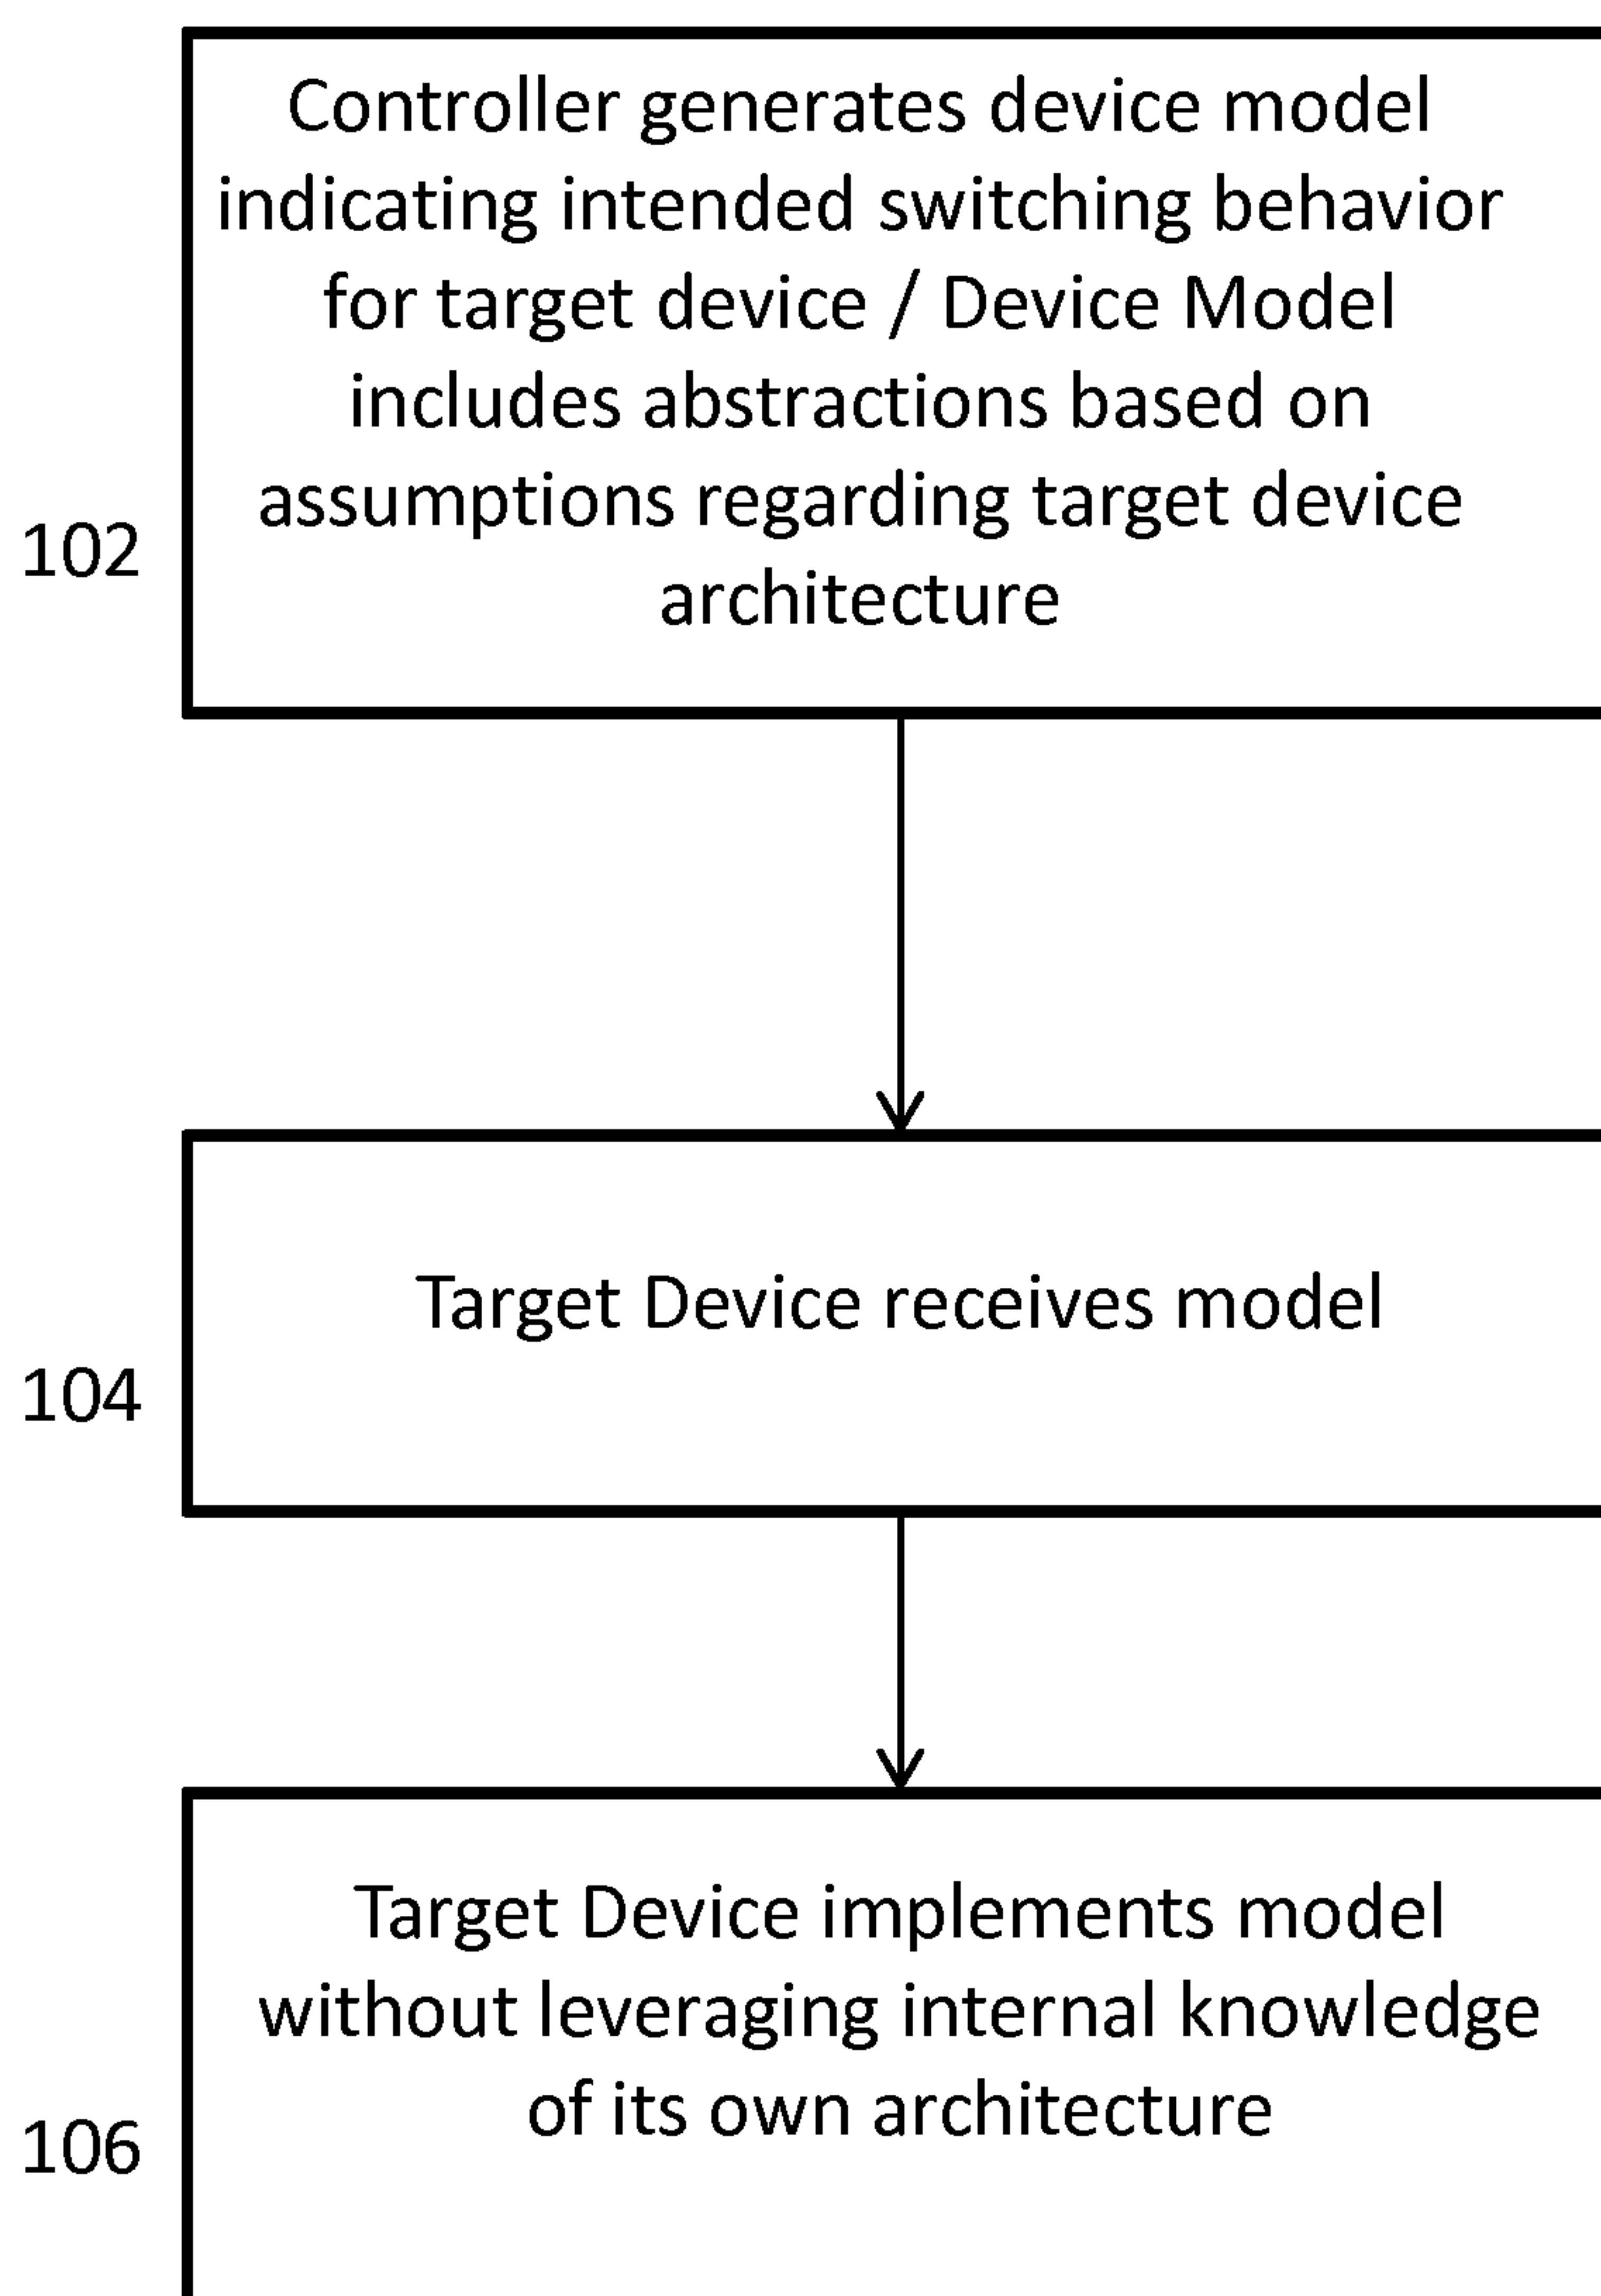 Controller generates device model
indicating intended switching behavior
for target device / Device Model
includes abstractions based on
assumptions regarding target device
architecture
102
Target Device receives model
104
Target Device implements model
without leveraging internal knowledge
of its own architecture
106